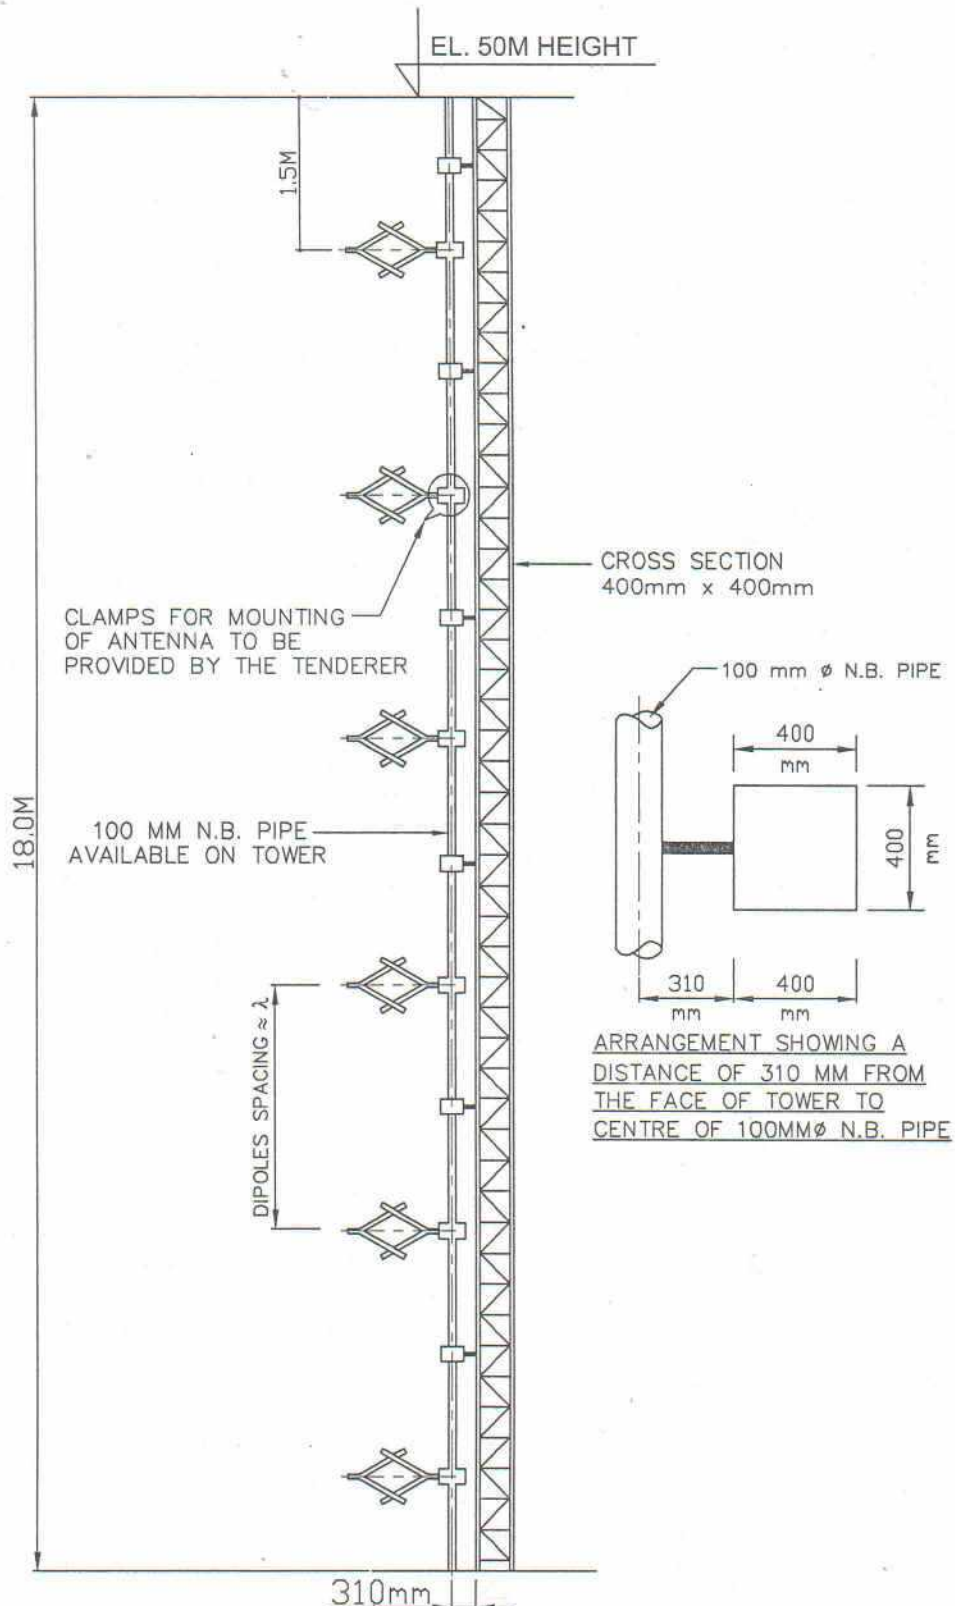 EL. 50M HEIGHT
1.5M
CLAMPS FOR MOUNTING
OF ANTENNA TO BE
PROVIDED BY THE TENDERER
CROSS SECTION
400mm x 400mm
100 mm ø N.B. PIPE
400
mm
400
mm
18.0M
100 MM N.B. PIPE
AVAILABLE ON TOWER
310
mm
400
mm
ARRANGEMENT SHOWING A
DISTANCE OF 310 MM FROM
THE FACE OF TOWER TO
CENTRE OF 100MMø N.B. PIPE
DIPOLES SPACING ≈ λ
310mm